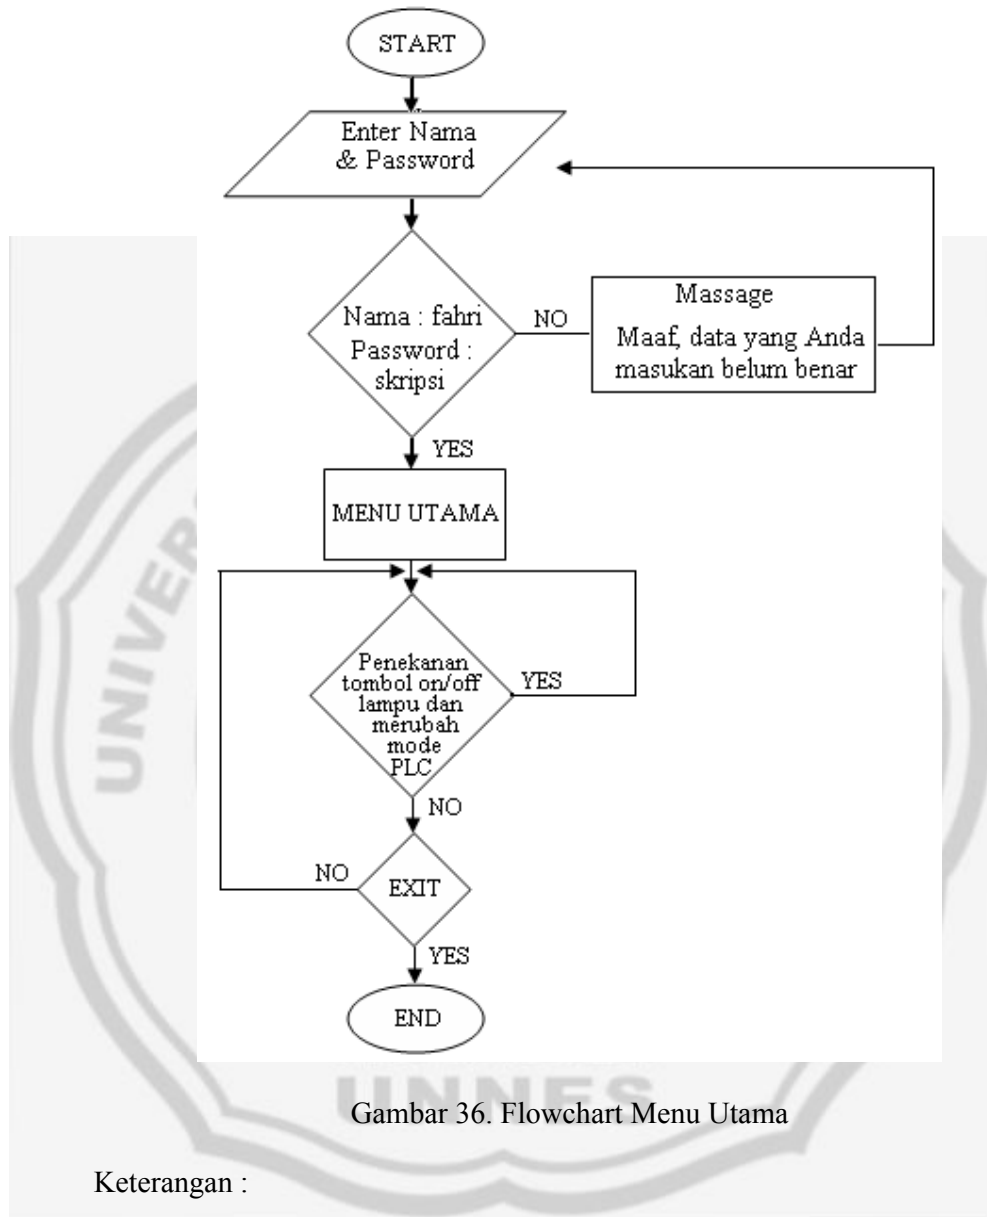 START
Enter Nama
& Password
Nama : fahri
Password :
skripsi
NO
Massage
Maaf, data yang Anda
masukan belum benar
YES
MENU UTAMA
Penekanan
tombol on/off
lampu dan
merubah
mode
PLC
YES
NO
NO
EXIT
YES
END
UNNES
Gambar 36. Flowchart Menu Utama
Keterangan :